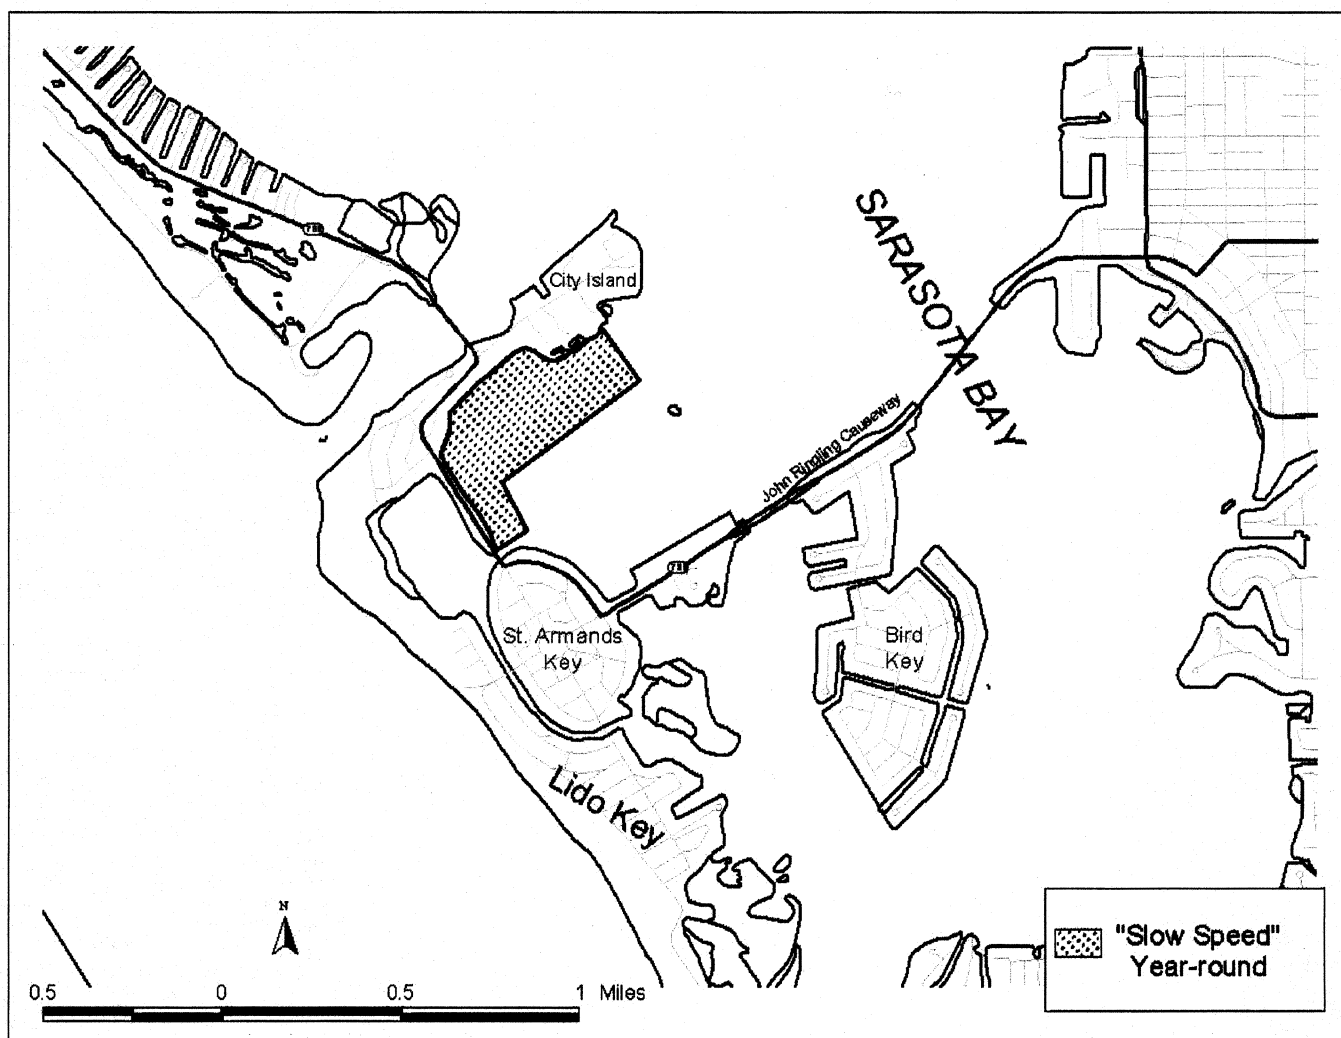 City Island
SARASOTA BAY
John Ringling Causeway
St. Armands
Key
Bird
Key
Lido Key
N
"Slow Speed"
Year-round
0.5 0 0.5 1 Miles